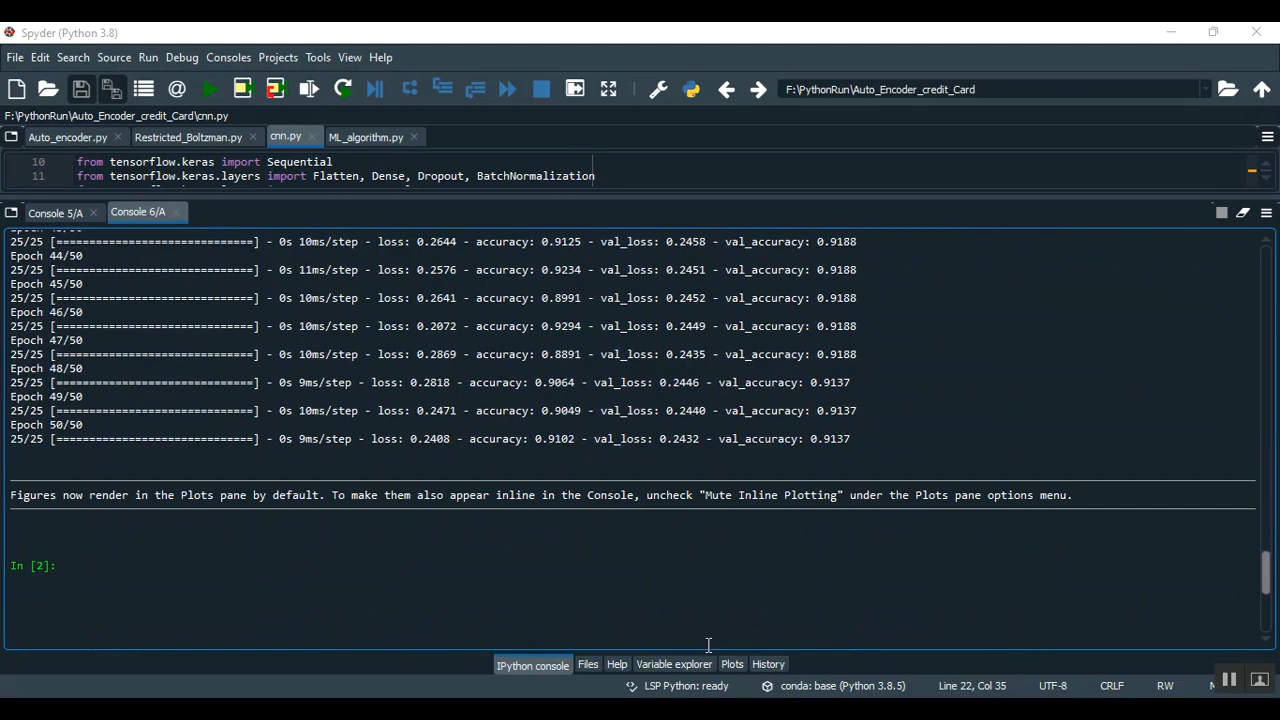 Spyder (Python 3.8)
File Edit Search Source Run Debug Consoles Projects Tools View Help
F:\PythonRun\Auto_Encoder_credit_Card
F:\PythonRun\Auto_Encoder_credit_Card\cnn.py
Auto_encoder.py Restricted_Boltzman.py cnn.py ML_algorithm.py
10 from tensorflow.keras import Sequential
11 from tensorflow.keras.layers import Flatten, Dense, Dropout, BatchNormalization
Console 5/A Console 6/A
25/25 [==============================] - 0s 10ms/step - loss: 0.2644 - accuracy: 0.9125 - val_loss: 0.2458 - val_accuracy: 0.9188
Epoch 44/50
25/25 [==============================] - 0s 11ms/step - loss: 0.2576 - accuracy: 0.9234 - val_loss: 0.2451 - val_accuracy: 0.9188
Epoch 45/50
25/25 [==============================] - 0s 10ms/step - loss: 0.2641 - accuracy: 0.8991 - val_loss: 0.2452 - val_accuracy: 0.9188
Epoch 46/50
25/25 [==============================] - 0s 10ms/step - loss: 0.2072 - accuracy: 0.9294 - val_loss: 0.2449 - val_accuracy: 0.9188
Epoch 47/50
25/25 [==============================] - 0s 10ms/step - loss: 0.2869 - accuracy: 0.8891 - val_loss: 0.2435 - val_accuracy: 0.9188
Epoch 48/50
25/25 [==============================] - 0s 9ms/step - loss: 0.2818 - accuracy: 0.9064 - val_loss: 0.2446 - val_accuracy: 0.9137
Epoch 49/50
25/25 [==============================] - 0s 10ms/step - loss: 0.2471 - accuracy: 0.9049 - val_loss: 0.2440 - val_accuracy: 0.9137
Epoch 50/50
25/25 [==============================] - 0s 9ms/step - loss: 0.2408 - accuracy: 0.9102 - val_loss: 0.2432 - val_accuracy: 0.9137
Figures now render in the Plots pane by default. To make them also appear inline in the Console, uncheck "Mute Inline Plotting" under the Plots pane options menu.
In [2]:
IPython console Files Help Variable explorer Plots History
LSP Python: ready conda: base (Python 3.8.5) Line 22, Col 35 UTF-8 CRLF RW